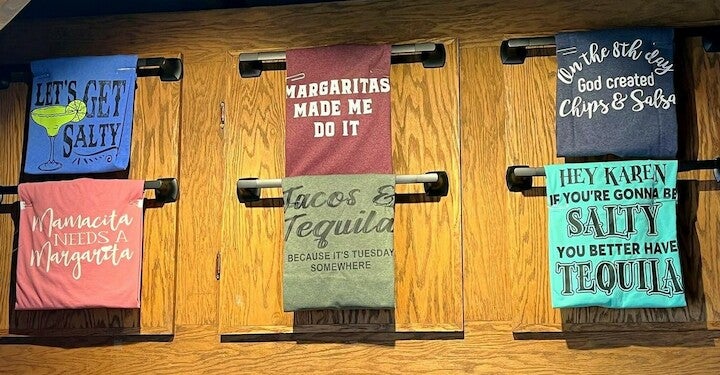 LET'S GET
SALTY
MARGARITAS
MADE ME
DO IT
On the 8th day
God created
Chips & Salsa
Mamacita
NEEDS A
Margarita
Tacos &
Tequila
BECAUSE IT'S TUESDAY
SOMEWHERE
HEY KAREN
IF YOU'RE GONNA BE
SALTY
YOU BETTER HAVE
TEQUILA